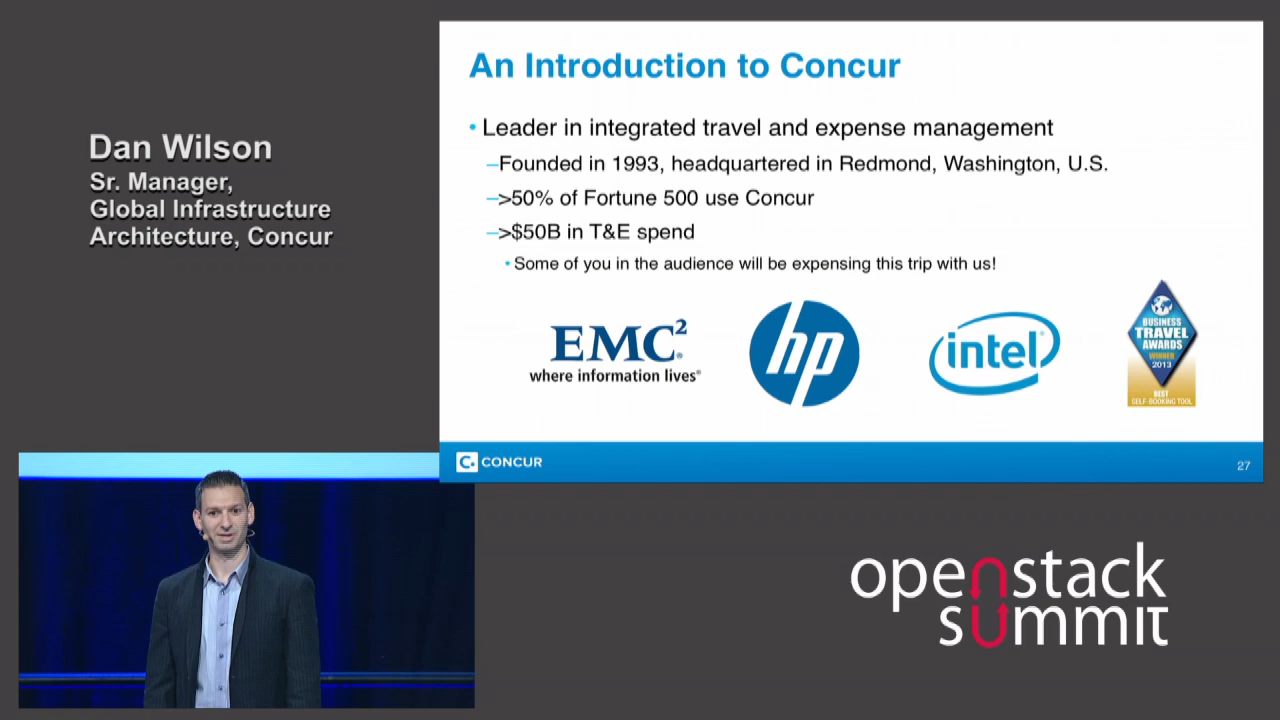 Dan Wilson
Sr. Manager,
Global Infrastructure
Architecture, Concur
An Introduction to Concur
• Leader in integrated travel and expense management
–Founded in 1993, headquartered in Redmond, Washington, U.S.
–>50% of Fortune 500 use Concur
–>$50B in T&E spend
• Some of you in the audience will be expensing this trip with us!
EMC²®
where information lives®
hp
intel®
BUSINESS
TRAVEL
AWARDS
WINNER
2013
BEST
SELF-BOOKING TOOL
C. CONCUR
27
openstack
summit